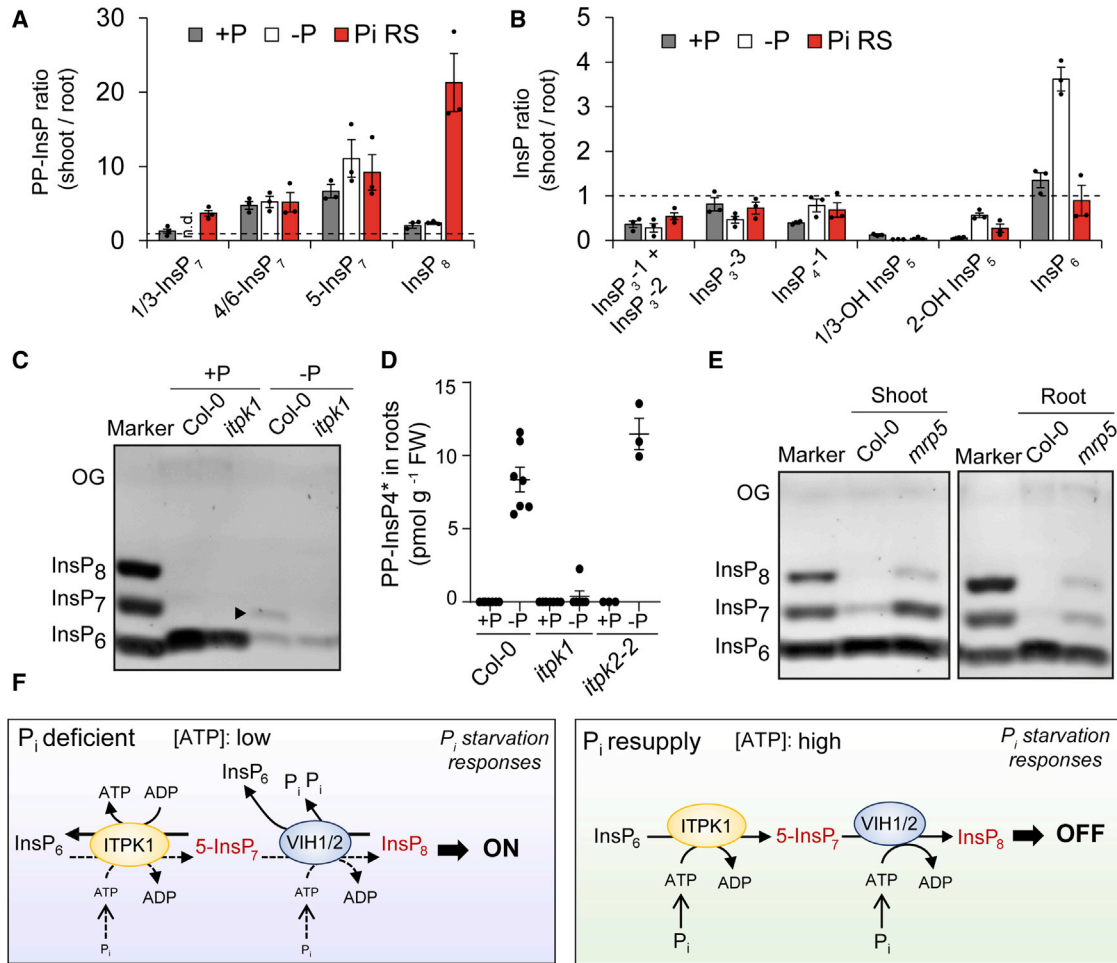 A
PP-InsP ratio
(shoot / root)
+P -P Pi RS
30
20
10
0
n.d.
1/3-InsP7
4/6-InsP7
5-InsP7
InsP8
B
InsP ratio
(shoot / root)
+P -P Pi RS
5
4
3
2
1
0
InsP3-1 +
InsP3-2
InsP3-3
InsP4-1
1/3-OH InsP5
2-OH InsP5
InsP6
C
+P -P
Marker Col-0 itpk1 Col-0 itpk1
OG
InsP8
InsP7
InsP6
D
PP-InsP4* in roots
(pmol g -1 FW)
15
10
5
0
+P -P +P -P +P -P
Col-0
itpk1
itpk2-2
E
Shoot Root
Marker Col-0 mrp5 Marker Col-0 mrp5
OG
InsP8
InsP7
InsP6
F
Pi deficient [ATP]: low Pi starvation
responses
InsP6 Pi Pi
ATP ADP
InsP6 ITPK1 5-InsP7 VIH1/2 InsP8 ON
ATP ADP ATP ADP
Pi Pi
Pi resupply [ATP]: high Pi starvation
responses
InsP6 ITPK1 5-InsP7 VIH1/2 InsP8 OFF
ATP ADP ATP ADP
Pi Pi